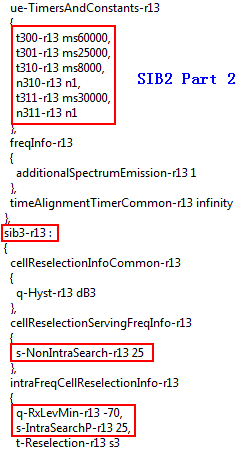 ue-TimersAndConstants-r13
{
t300-r13 ms60000,
t301-r13 ms25000,
t310-r13 ms8000,
n310-r13 n1,
t311-r13 ms30000,
n311-r13 n1
SIB2 Part 2
},
freqInfo-r13
{
additionalSpectrumEmission-r13 1
},
timeAlignmentTimerCommon-r13 infinity
},
sib3-r13 :
{
cellReselectionInfoCommon-r13
{
q-Hyst-r13 dB3
},
cellReselectionServingFreqInfo-r13
{
s-NonIntraSearch-r13 25
},
intraFreqCellReselectionInfo-r13
{
q-RxLevMin-r13 -70,
s-IntraSearchP-r13 25,
t-Reselection-r13 s3